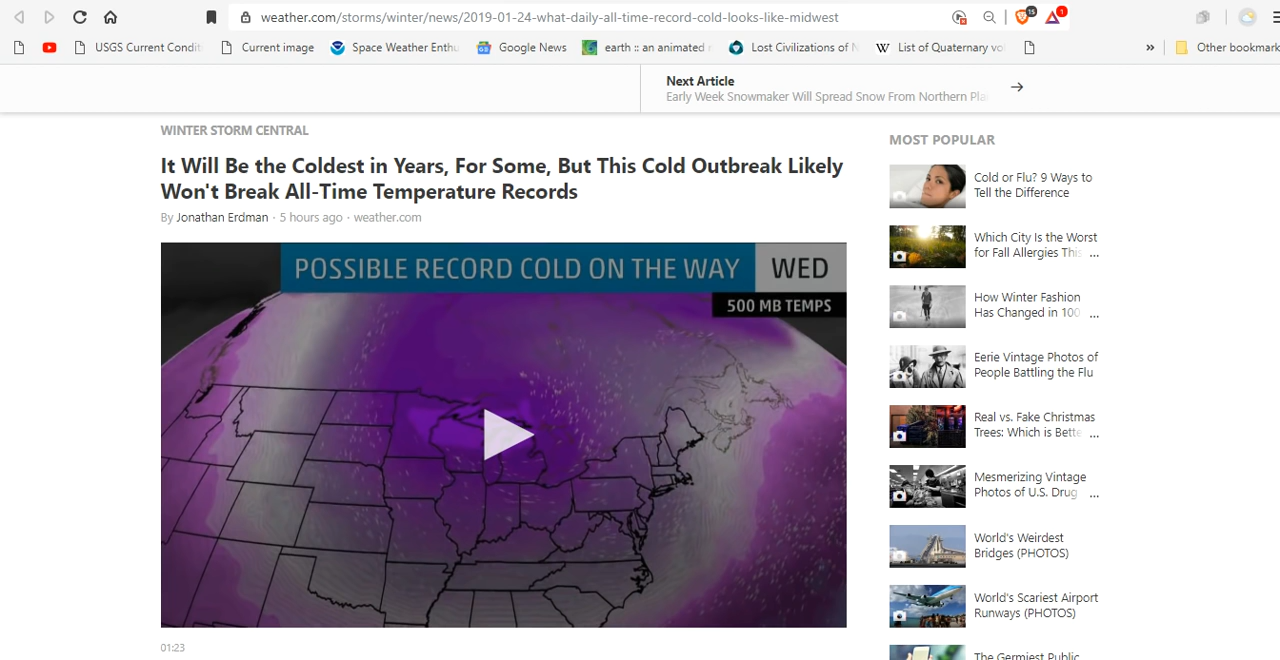 weather.com/storms/winter/news/2019-01-24-what-daily-all-time-record-cold-looks-like-midwest
15
1
USGS Current Condit
Current image
Space Weather Enthu
Google News
earth :: an animated
Lost Civilizations of N
W
List of Quaternary vo
»
Other bookmark
Next Article
Early Week Snowmaker Will Spread Snow From Northern Pla
WINTER STORM CENTRAL
It Will Be the Coldest in Years, For Some, But This Cold Outbreak Likely
Won't Break All-Time Temperature Records
By Jonathan Erdman · 5 hours ago · weather.com
POSSIBLE RECORD COLD ON THE WAY WED
500 MB TEMPS
01:23
MOST POPULAR
Cold or Flu? 9 Ways to
Tell the Difference
Which City Is the Worst
for Fall Allergies This ...
How Winter Fashion
Has Changed in 100 ...
Eerie Vintage Photos of
People Battling the Flu
Real vs. Fake Christmas
Trees: Which is Bette ...
Mesmerizing Vintage
Photos of U.S. Drug ...
World's Weirdest
Bridges (PHOTOS)
World's Scariest Airport
Runways (PHOTOS)
The Germiest Public